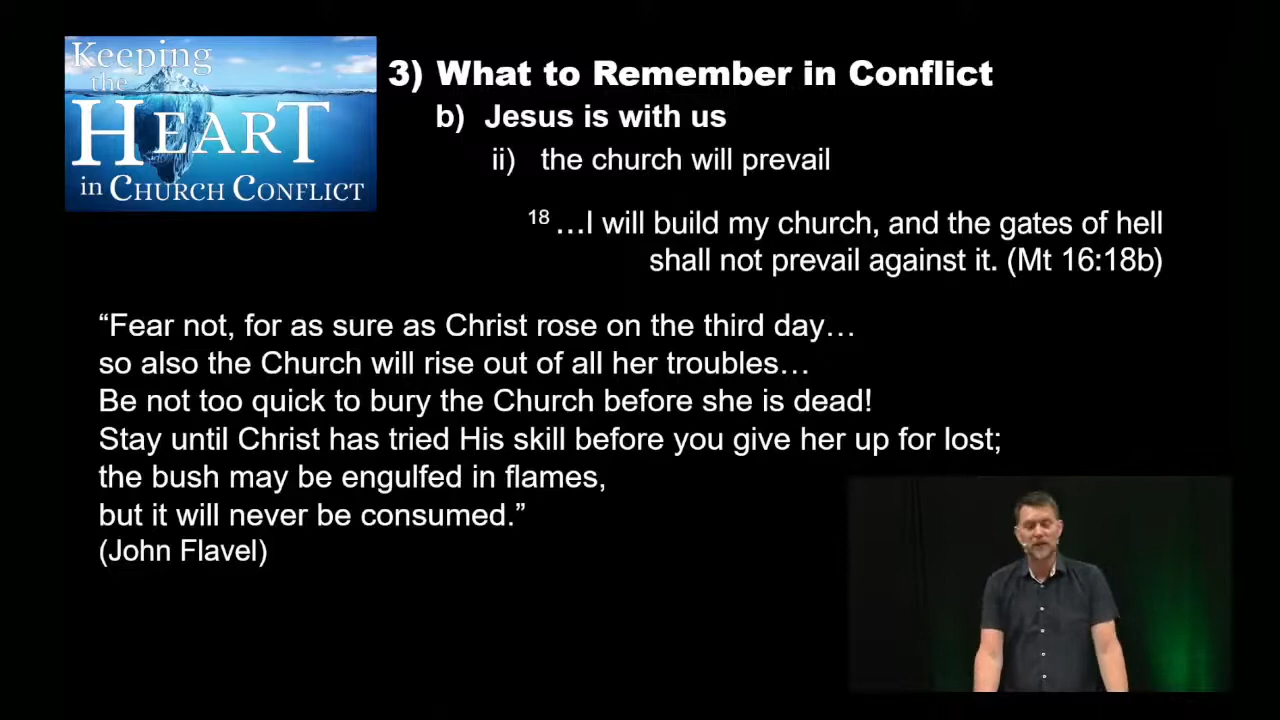 Keeping
the
HEART
in CHURCH CONFLICT
3) What to Remember in Conflict
b) Jesus is with us
ii) the church will prevail
18 …I will build my church, and the gates of hell
shall not prevail against it. (Mt 16:18b)
“Fear not, for as sure as Christ rose on the third day…
so also the Church will rise out of all her troubles…
Be not too quick to bury the Church before she is dead!
Stay until Christ has tried His skill before you give her up for lost;
the bush may be engulfed in flames,
but it will never be consumed.”
(John Flavel)